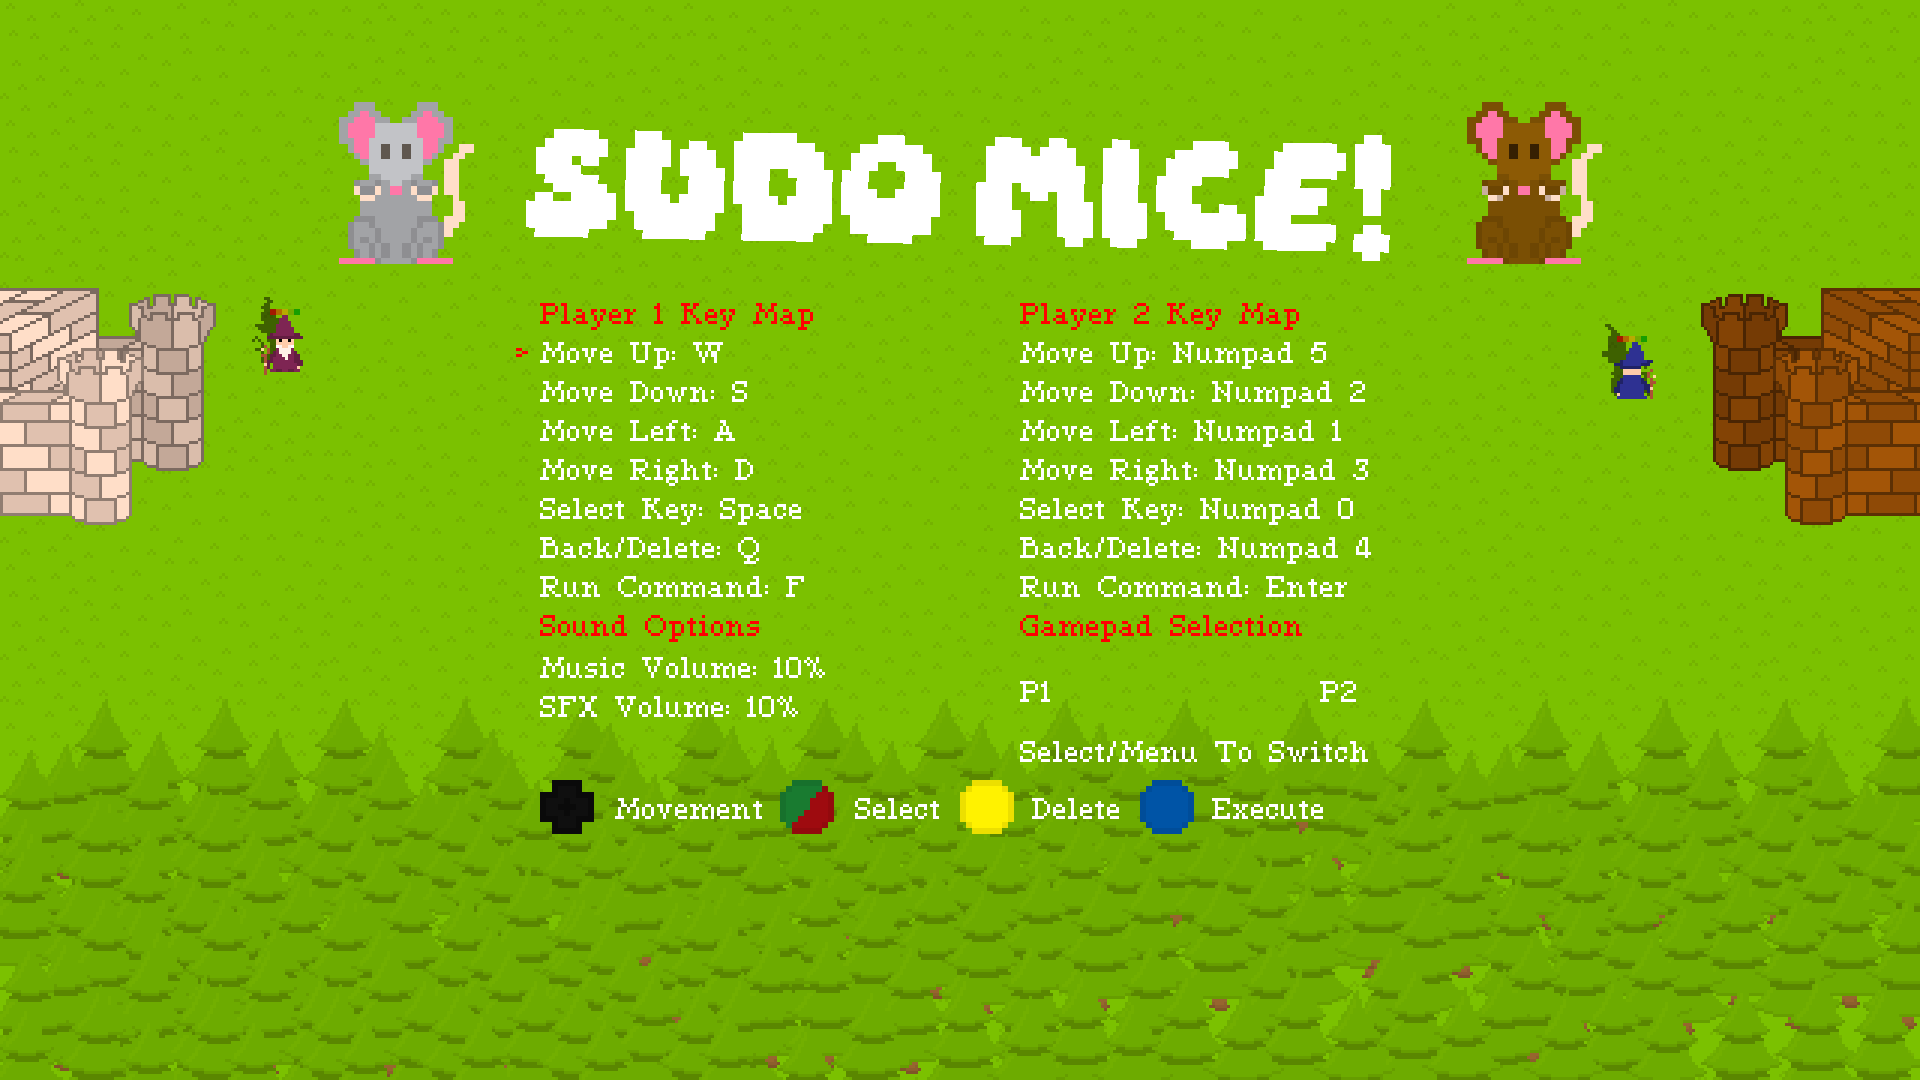 SUDO MICE!
Player 1 Key Map
Move Up: W
Move Down: S
Move Left: A
Move Right: D
Select Key: Space
Back/Delete: Q
Run Command: F
Sound Options
Music Volume: 10%
SFX Volume: 10%
Player 2 Key Map
Move Up: Numpad 5
Move Down: Numpad 2
Move Left: Numpad 1
Move Right: Numpad 3
Select Key: Numpad 0
Back/Delete: Numpad 4
Run Command: Enter
Gamepad Selection
P1 P2
Select/Menu To Switch
Movement Select Delete Execute